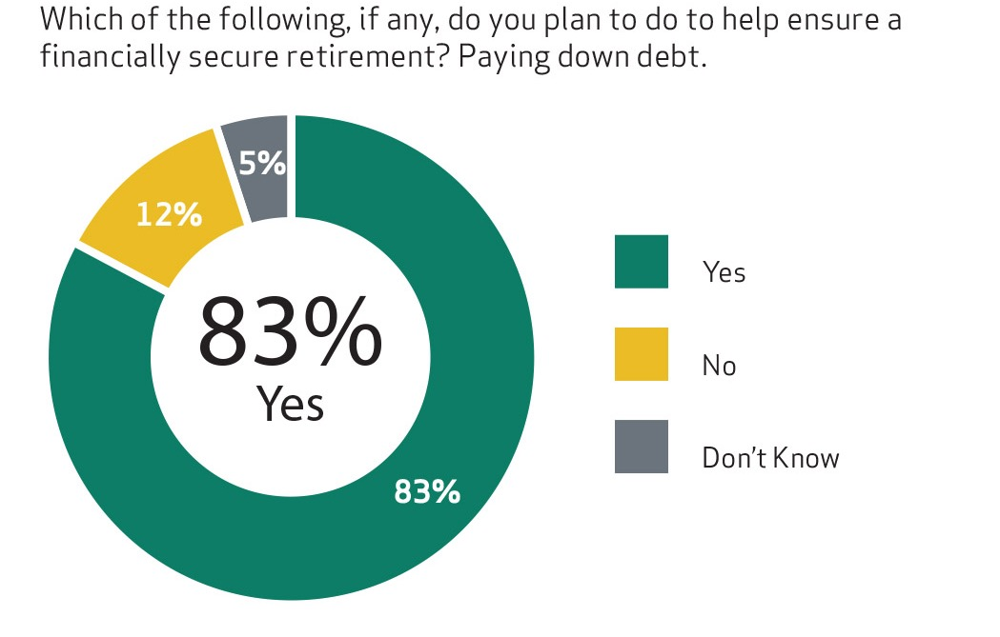 Which of the following, if any, do you plan to do to help ensure a
financially secure retirement? Paying down debt.
5%
12%
83%
Yes
83%
Yes
No
Don't Know